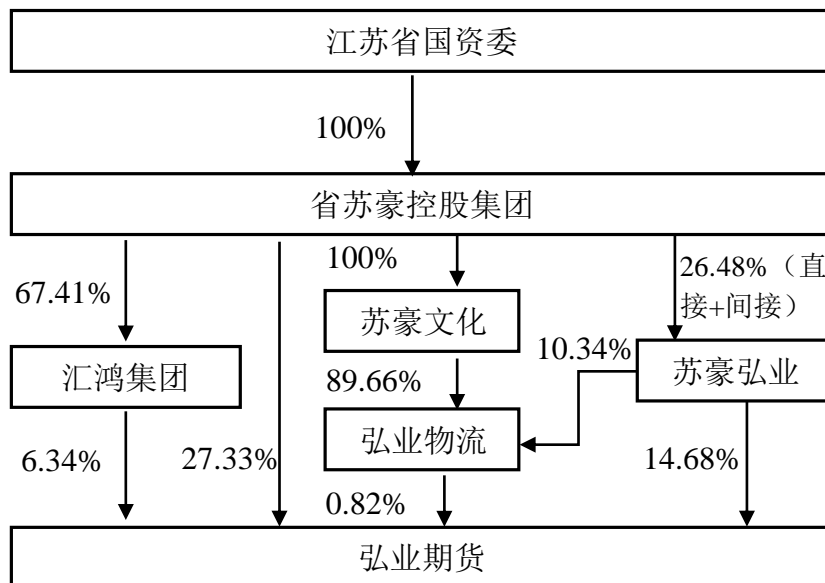 江苏省国资委
100%
省苏豪控股集团
67.41%
100%
26.48%（直
接+间接）
苏豪文化
10.34%
汇鸿集团
苏豪弘业
89.66%
弘业物流
6.34%
27.33%
14.68%
0.82%
弘业期货